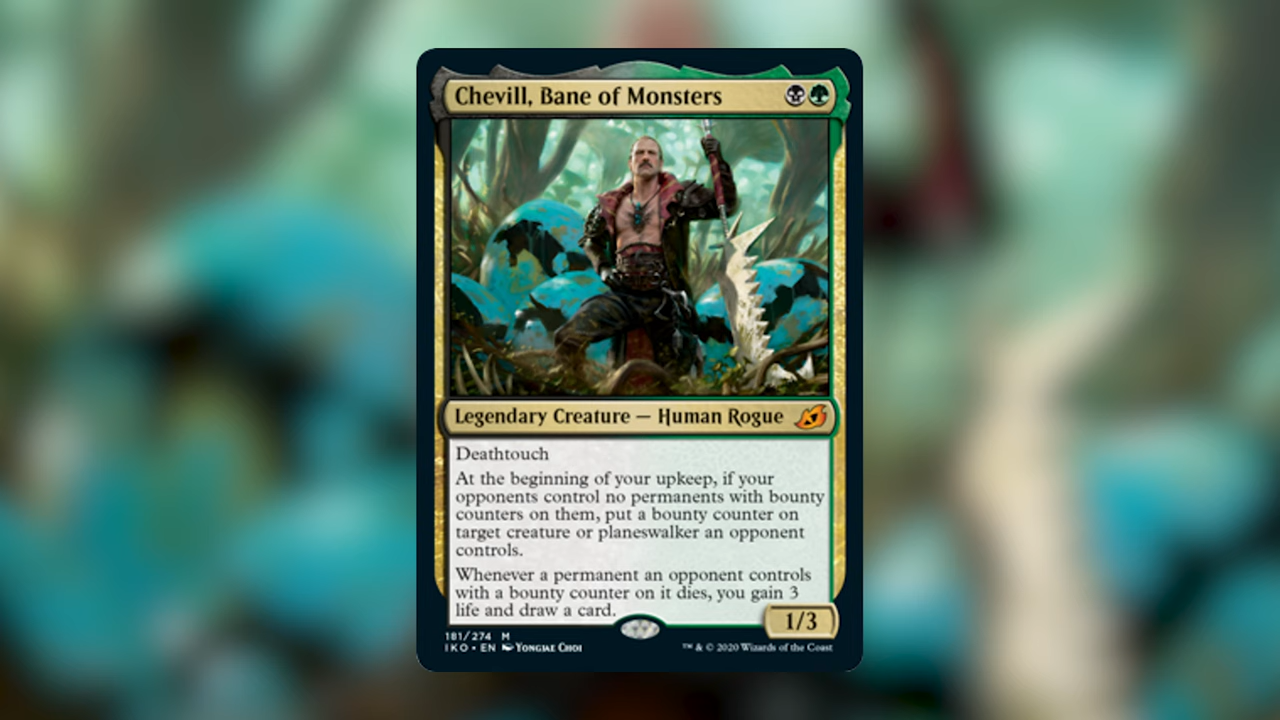 Chevill, Bane of Monsters
Legendary Creature — Human Rogue
Deathtouch
At the beginning of your upkeep, if your
opponents control no permanents with bounty
counters on them, put a bounty counter on
target creature or planeswalker an opponent
controls.
Whenever a permanent an opponent controls
with a bounty counter on it dies, you gain 3
life and draw a card.
1/3
181/274 M
IKO • EN Yongjae Choi
™ & © 2020 Wizards of the Coast